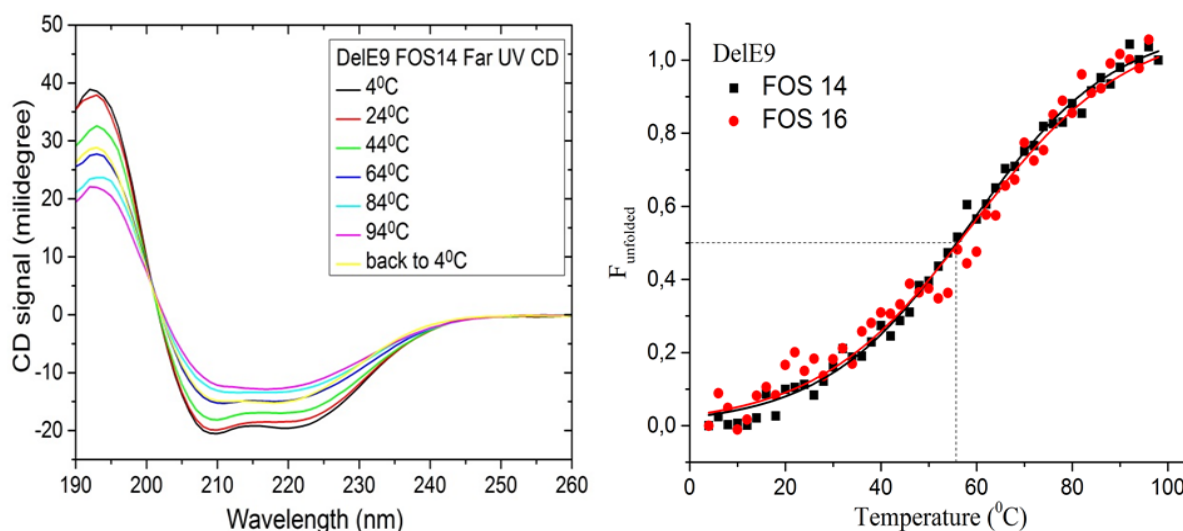 50
40
30
20
10
0
-10
-20
190 200 210 220 230 240 250 260
CD signal (milidegree)
Wavelength (nm)
DelE9 FOS14 Far UV CD
4⁰C
24⁰C
44⁰C
64⁰C
84⁰C
94⁰C
back to 4⁰C
DelE9
FOS 14
FOS 16
1,0
0,8
0,6
0,4
0,2
0,0
0 20 40 60 80 100
F unfolded
Temperature (⁰C)